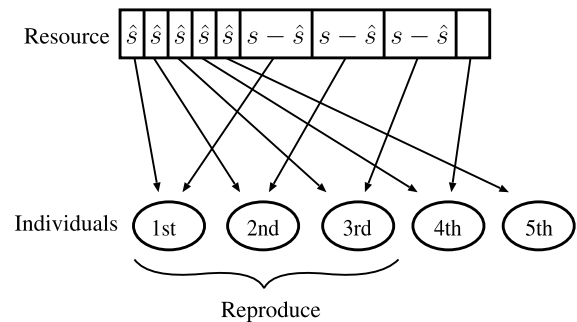 Resource ŝ ŝ ŝ ŝ ŝ s − ŝ s − ŝ s − ŝ
Individuals 1st 2nd 3rd 4th 5th
Reproduce